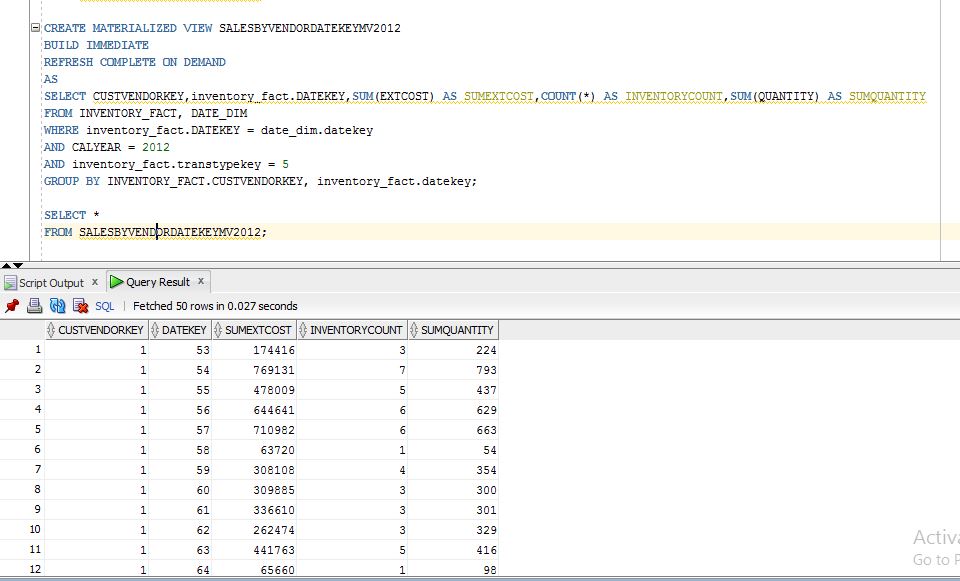 CREATE MATERIALIZED VIEW SALESBYVENDORDATEKEYMV2012
BUILD IMMEDIATE
REFRESH COMPLETE ON DEMAND
AS
SELECT CUSTVENDORKEY,inventory_fact.DATEKEY,SUM(EXTCOST) AS SUMEXTCOST,COUNT(*) AS INVENTORYCOUNT,SUM(QUANTITY) AS SUMQUANTITY
FROM INVENTORY_FACT, DATE_DIM
WHERE inventory_fact.DATEKEY = date_dim.datekey
AND CALYEAR = 2012
AND inventory_fact.transtypekey = 5
GROUP BY INVENTORY_FACT.CUSTVENDORKEY, inventory_fact.datekey;
SELECT *
FROM SALESBYVENDORDATEKEYMV2012;
Script Output x Query Result x
SQL | Fetched 50 rows in 0.027 seconds
CUSTVENDORKEY DATEKEY SUMEXTCOST INVENTORYCOUNT SUMQUANTITY
1 1 53 174416 3 224
2 1 54 769131 7 793
3 1 55 478009 5 437
4 1 56 644641 6 629
5 1 57 710982 6 663
6 1 58 63720 1 54
7 1 59 308108 4 354
8 1 60 309885 3 300
9 1 61 336610 3 301
10 1 62 262474 3 329
11 1 63 441763 5 416
12 1 64 65660 1 98
Activa
Go to P